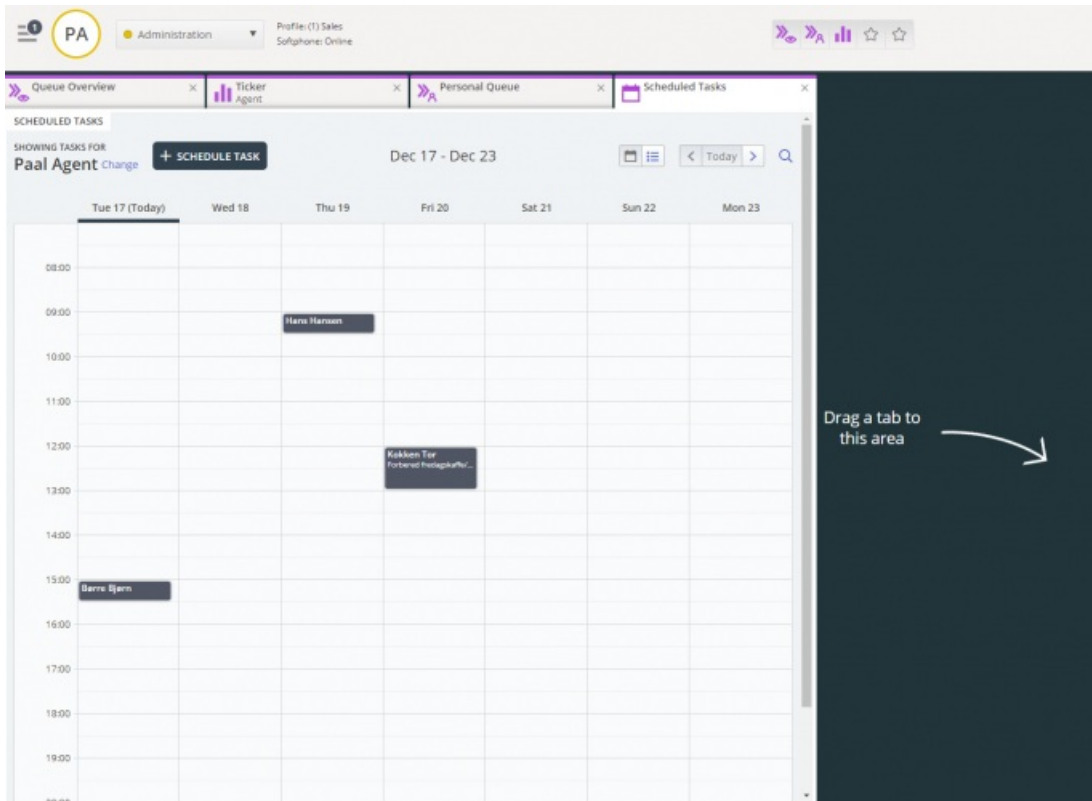 1
PA
Administration
Profile: (1) Sales
Softphone: Online
Queue Overview
Ticker
Agent
Personal Queue
Scheduled Tasks
SCHEDULED TASKS
SHOWING TASKS FOR
Paal Agent Change
+ SCHEDULE TASK
Dec 17 - Dec 23
Today
Tue 17 (Today) Wed 18 Thu 19 Fri 20 Sat 21 Sun 22 Mon 23
08:00
09:00
Hans Hansen
10:00
11:00
Drag a tab to
this area
12:00
Kokken Tor
Forbered fredagskaffe/...
13:00
14:00
15:00
Børre Bjørn
16:00
17:00
18:00
19:00